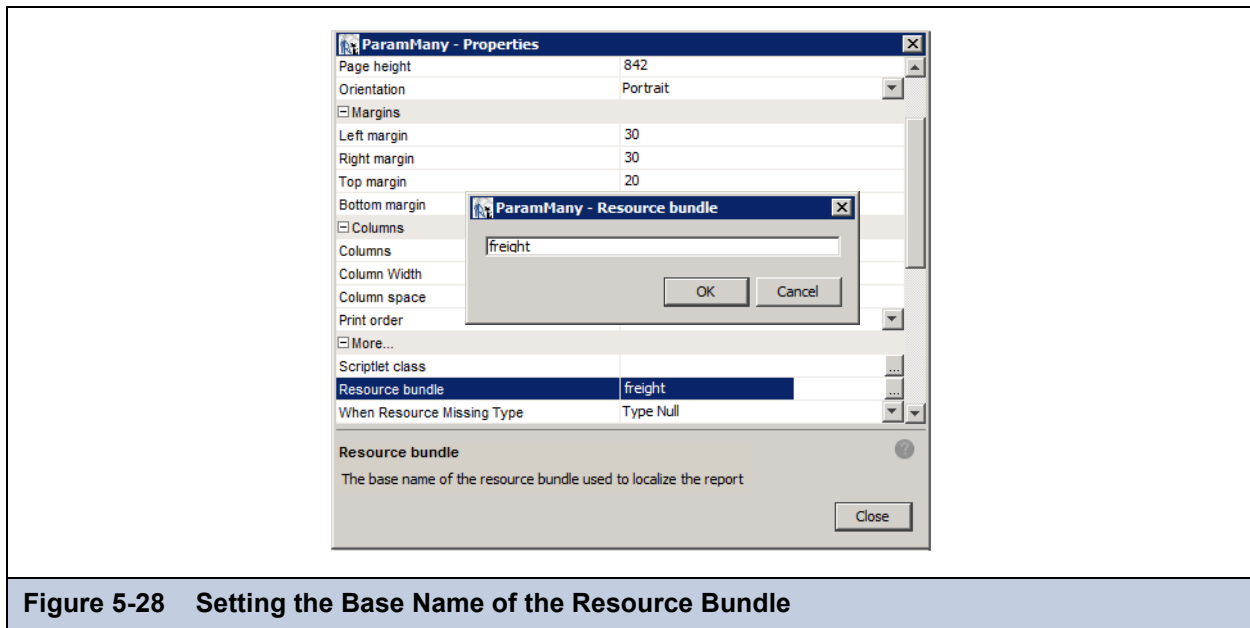 ParamMany - Properties
Page height 842
Orientation Portrait
Margins
Left margin 30
Right margin 30
Top margin 20
Bottom margin
ParamMany - Resource bundle
freight
OK Cancel
Columns
Columns
Column Width
Column space
Print order
More...
Scriptlet class ...
Resource bundle freight ...
When Resource Missing Type Type Null
Resource bundle ?
The base name of the resource bundle used to localize the report
Close
Figure 5-28 Setting the Base Name of the Resource Bundle